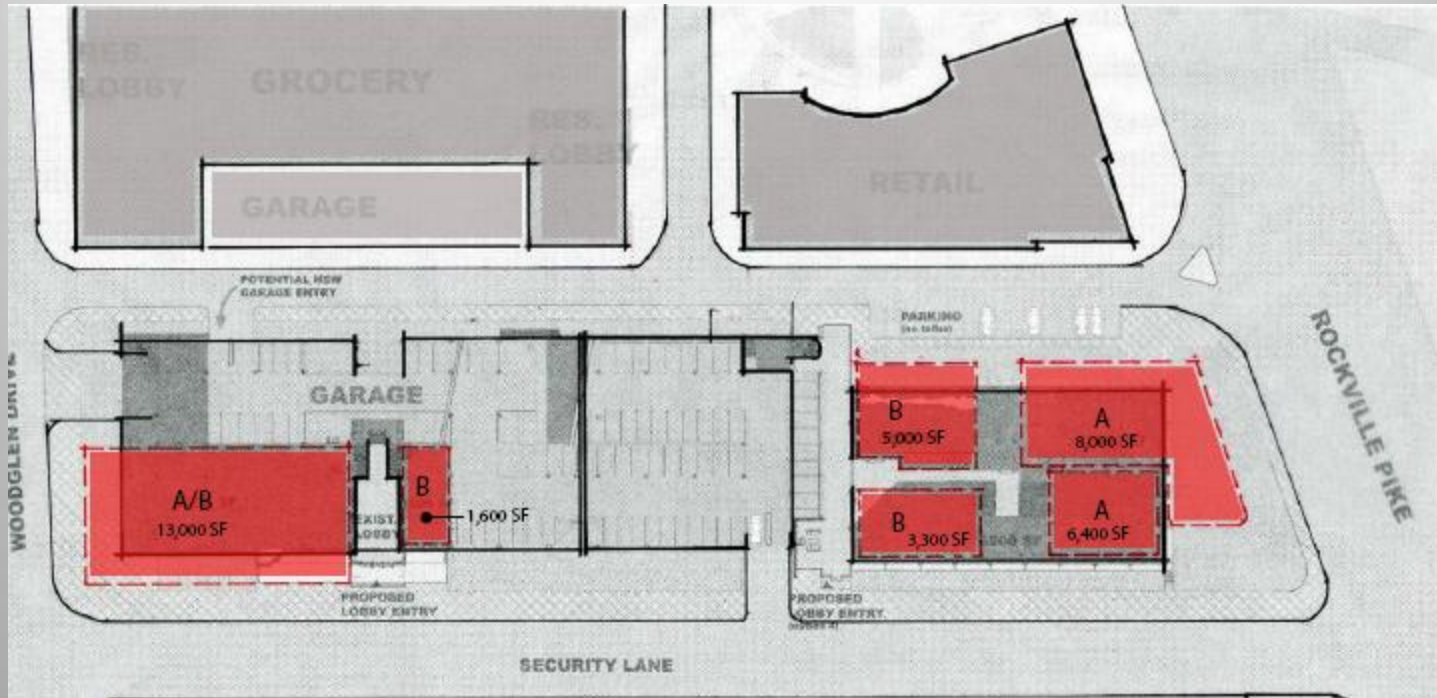 RES.
LOBBY
GROCERY
RES.
LOBBY
GARAGE
RETAIL
POTENTIAL HSW
GARAGE ENTRY
PARKING
ROCKVILLE PIKE
WOODGLEN DRIVE
GARAGE
B
5,000 SF
A
8,000 SF
A/B
13,000 SF
B
1,600 SF
EXIST.
LOBBY
B
3,300 SF
A
6,400 SF
PROPOSED
LOBBY ENTRY
PROPOSED
LOBBY ENTRY
SECURITY LANE